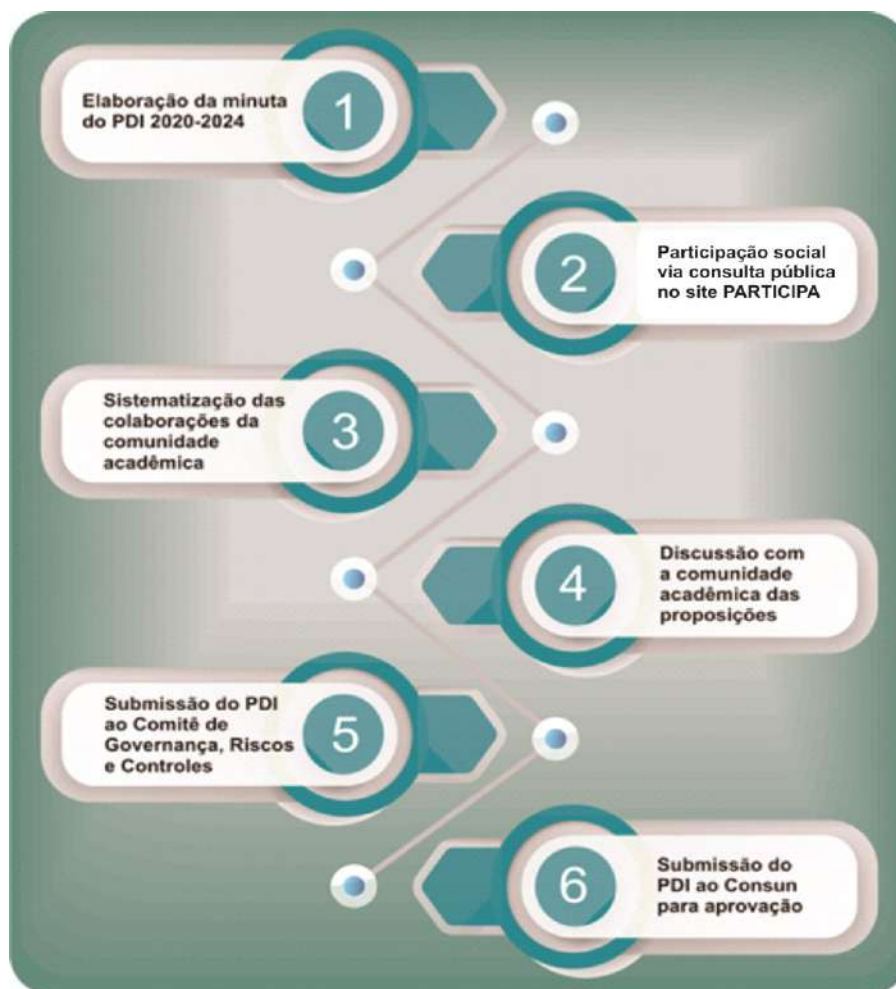 1
Elaboração da minuta
do PDI 2020-2024
2
Participação social
via consulta pública
no site PARTICIPA
3
Sistematização das
colaborações da
comunidade
acadêmica
4
Discussão com
a comunidade
acadêmica das
proposições
5
Submissão do PDI
ao Comitê de
Governança, Riscos
e Controles
6
Submissão do
PDI ao Consun
para aprovação